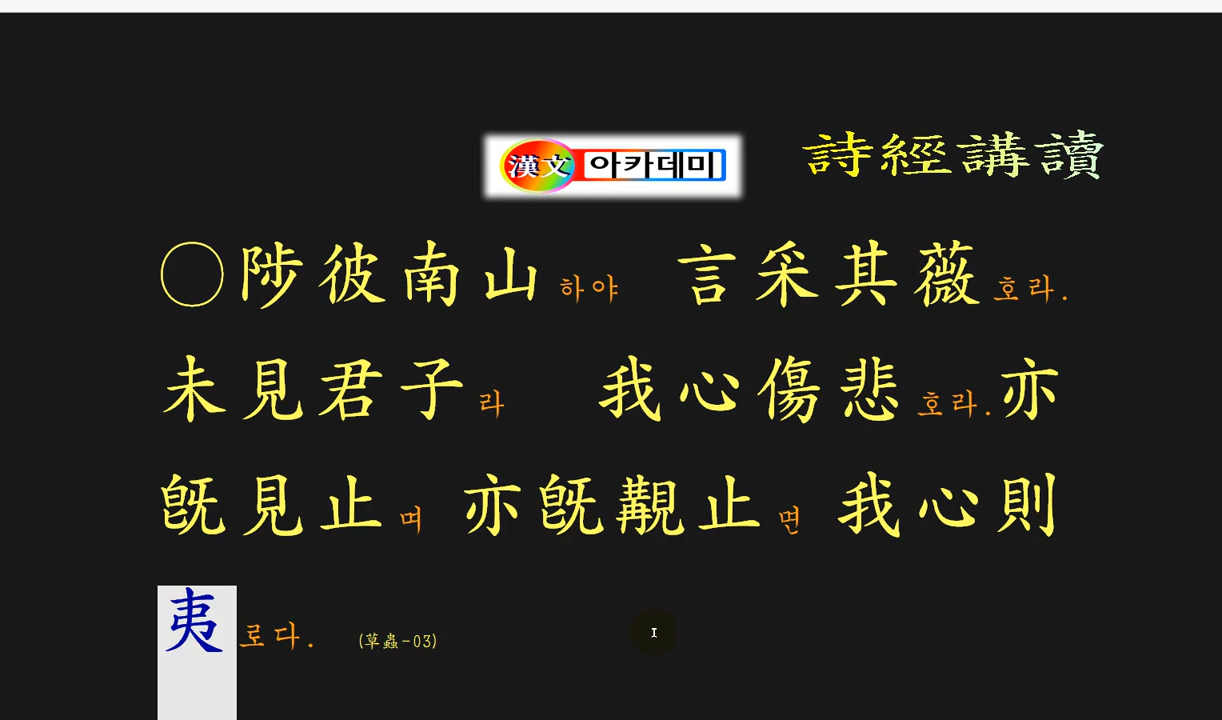 漢文 아카데미 詩經講讀
○陟彼南山하야 言采其薇호라.
未見君子라 我心傷悲호라.亦
旣見止며 亦旣覯止면 我心則
夷로다. (草蟲-03)